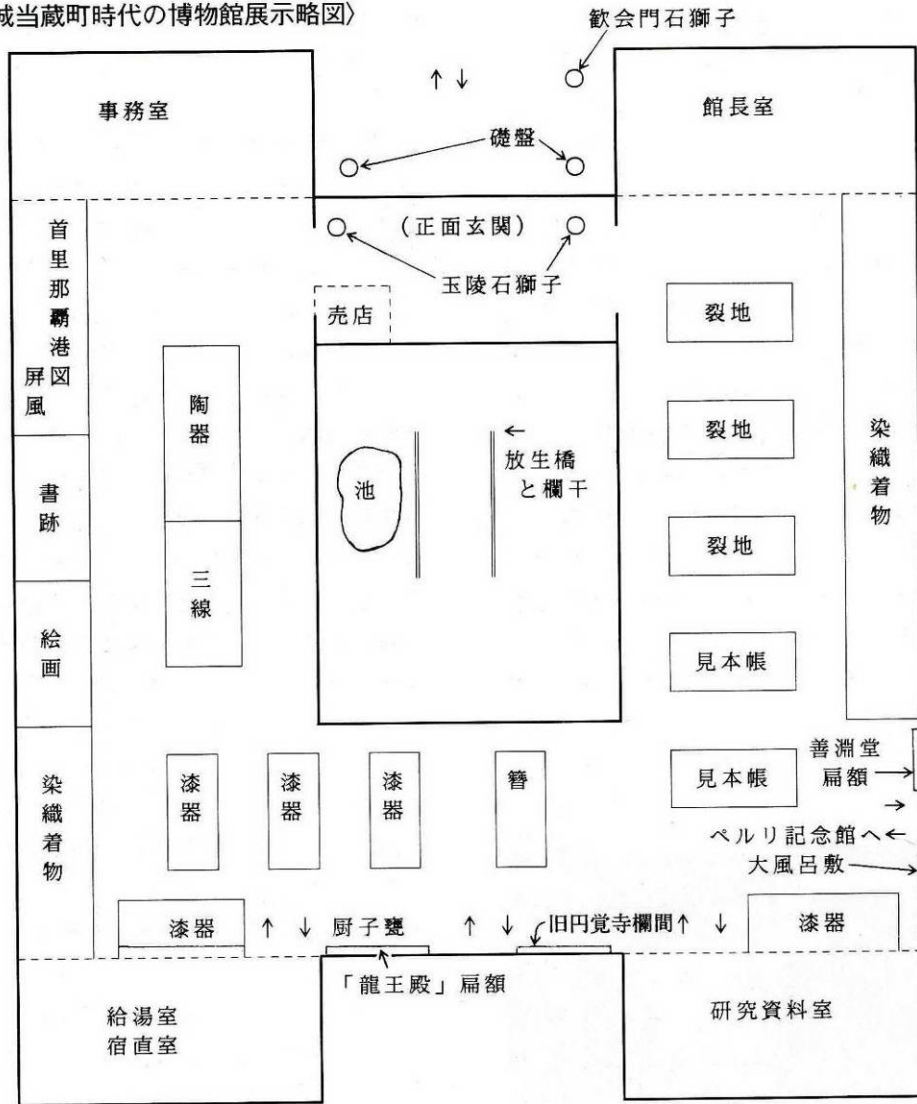 城当蔵町時代の博物館展示略図〉
歓会門石獅子
↑ ↓
事務室
館長室
礎盤
(正面玄関)
玉陵石獅子
売店
首里那覇港図
屏風
書跡
絵画
染織着物
陶器
三線
池
←
放生橋
と欄干
裂地
裂地
裂地
見本帳
見本帳
染織着物
善淵堂
扁額→
→
ペルリ記念館へ←
大風呂敷
漆器
漆器
漆器
簪
漆器
↑ ↓
厨子甕
↑ ↓
旧円覚寺欄間
↑ ↓
漆器
「龍王殿」扁額
給湯室
宿直室
研究資料室